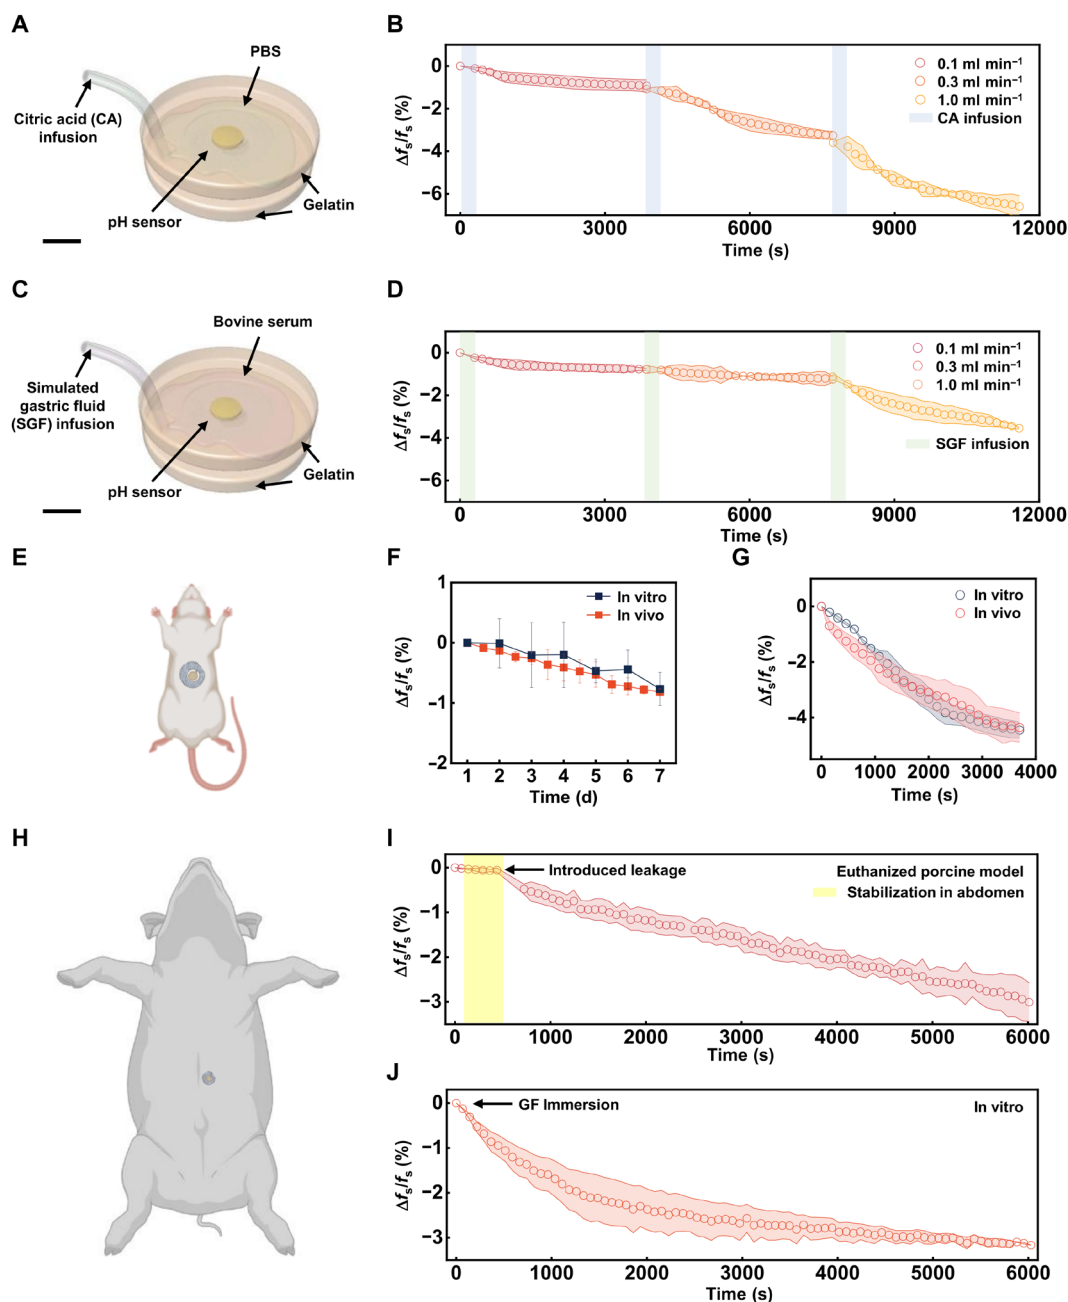 A
PBS
Citric acid (CA)
infusion
pH sensor
Gelatin
B
0
−2
−4
−6
Δfs/fs (%)
0.1 ml min⁻¹
0.3 ml min⁻¹
1.0 ml min⁻¹
CA infusion
0 3000 6000 9000 12000
Time (s)
C
Bovine serum
Simulated
gastric fluid
(SGF) infusion
pH sensor
Gelatin
D
0
−2
−4
−6
Δfs/fs (%)
0.1 ml min⁻¹
0.3 ml min⁻¹
1.0 ml min⁻¹
SGF infusion
0 3000 6000 9000 12000
Time (s)
E
F
1
0
−1
−2
Δfs/fs (%)
In vitro
In vivo
1 2 3 4 5 6 7
Time (d)
G
0
−2
−4
Δfs/fs (%)
In vitro
In vivo
0 1000 2000 3000 4000
Time (s)
H
I
0
−1
−2
−3
Δfs/fs (%)
Introduced leakage
Euthanized porcine model
Stabilization in abdomen
0 1000 2000 3000 4000 5000 6000
Time (s)
J
0
−1
−2
−3
Δfs/fs (%)
GF Immersion
In vitro
0 1000 2000 3000 4000 5000 6000
Time (s)